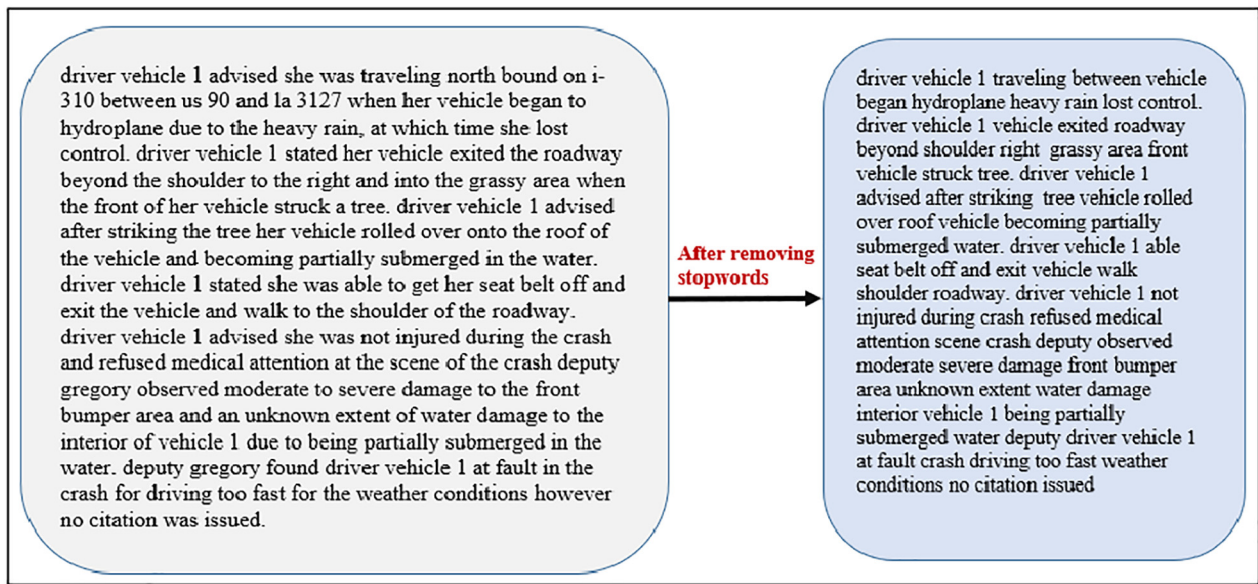 driver vehicle 1 advised she was traveling north bound on i-
310 between us 90 and la 3127 when her vehicle began to
hydroplane due to the heavy rain, at which time she lost
control. driver vehicle 1 stated her vehicle exited the roadway
beyond the shoulder to the right and into the grassy area when
the front of her vehicle struck a tree. driver vehicle 1 advised
after striking the tree her vehicle rolled over onto the roof of
the vehicle and becoming partially submerged in the water.
driver vehicle 1 stated she was able to get her seat belt off and
exit the vehicle and walk to the shoulder of the roadway.
driver vehicle 1 advised she was not injured during the crash
and refused medical attention at the scene of the crash deputy
gregory observed moderate to severe damage to the front
bumper area and an unknown extent of water damage to the
interior of vehicle 1 due to being partially submerged in the
water. deputy gregory found driver vehicle 1 at fault in the
crash for driving too fast for the weather conditions however
no citation was issued.
After removing
stopwords
driver vehicle 1 traveling between vehicle
began hydroplane heavy rain lost control.
driver vehicle 1 vehicle exited roadway
beyond shoulder right grassy area front
vehicle struck tree. driver vehicle 1
advised after striking tree vehicle rolled
over roof vehicle becoming partially
submerged water. driver vehicle 1 able
seat belt off and exit vehicle walk
shoulder roadway. driver vehicle 1 not
injured during crash refused medical
attention scene crash deputy observed
moderate severe damage front bumper
area unknown extent water damage
interior vehicle 1 being partially
submerged water deputy driver vehicle 1
at fault crash driving too fast weather
conditions no citation issued